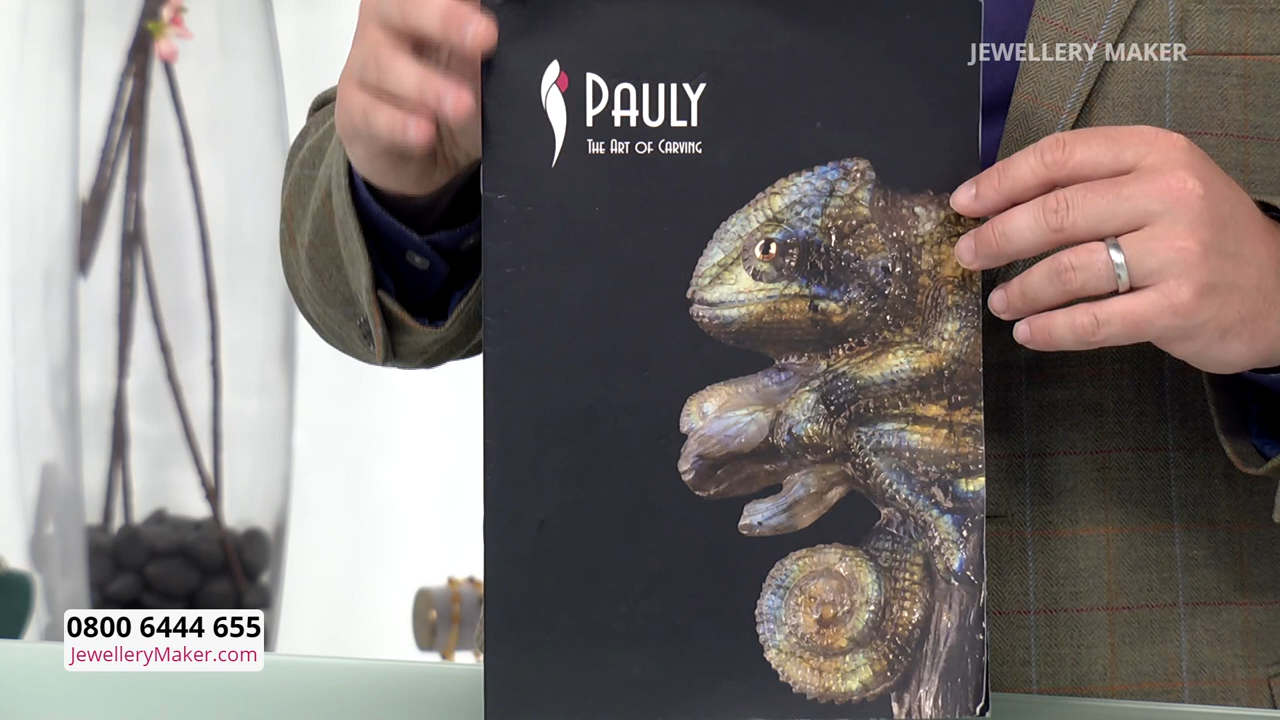 JEWELLERY MAKER
PAULY
THE ART OF CARVING
0800 6444 655
JewelleryMaker.com